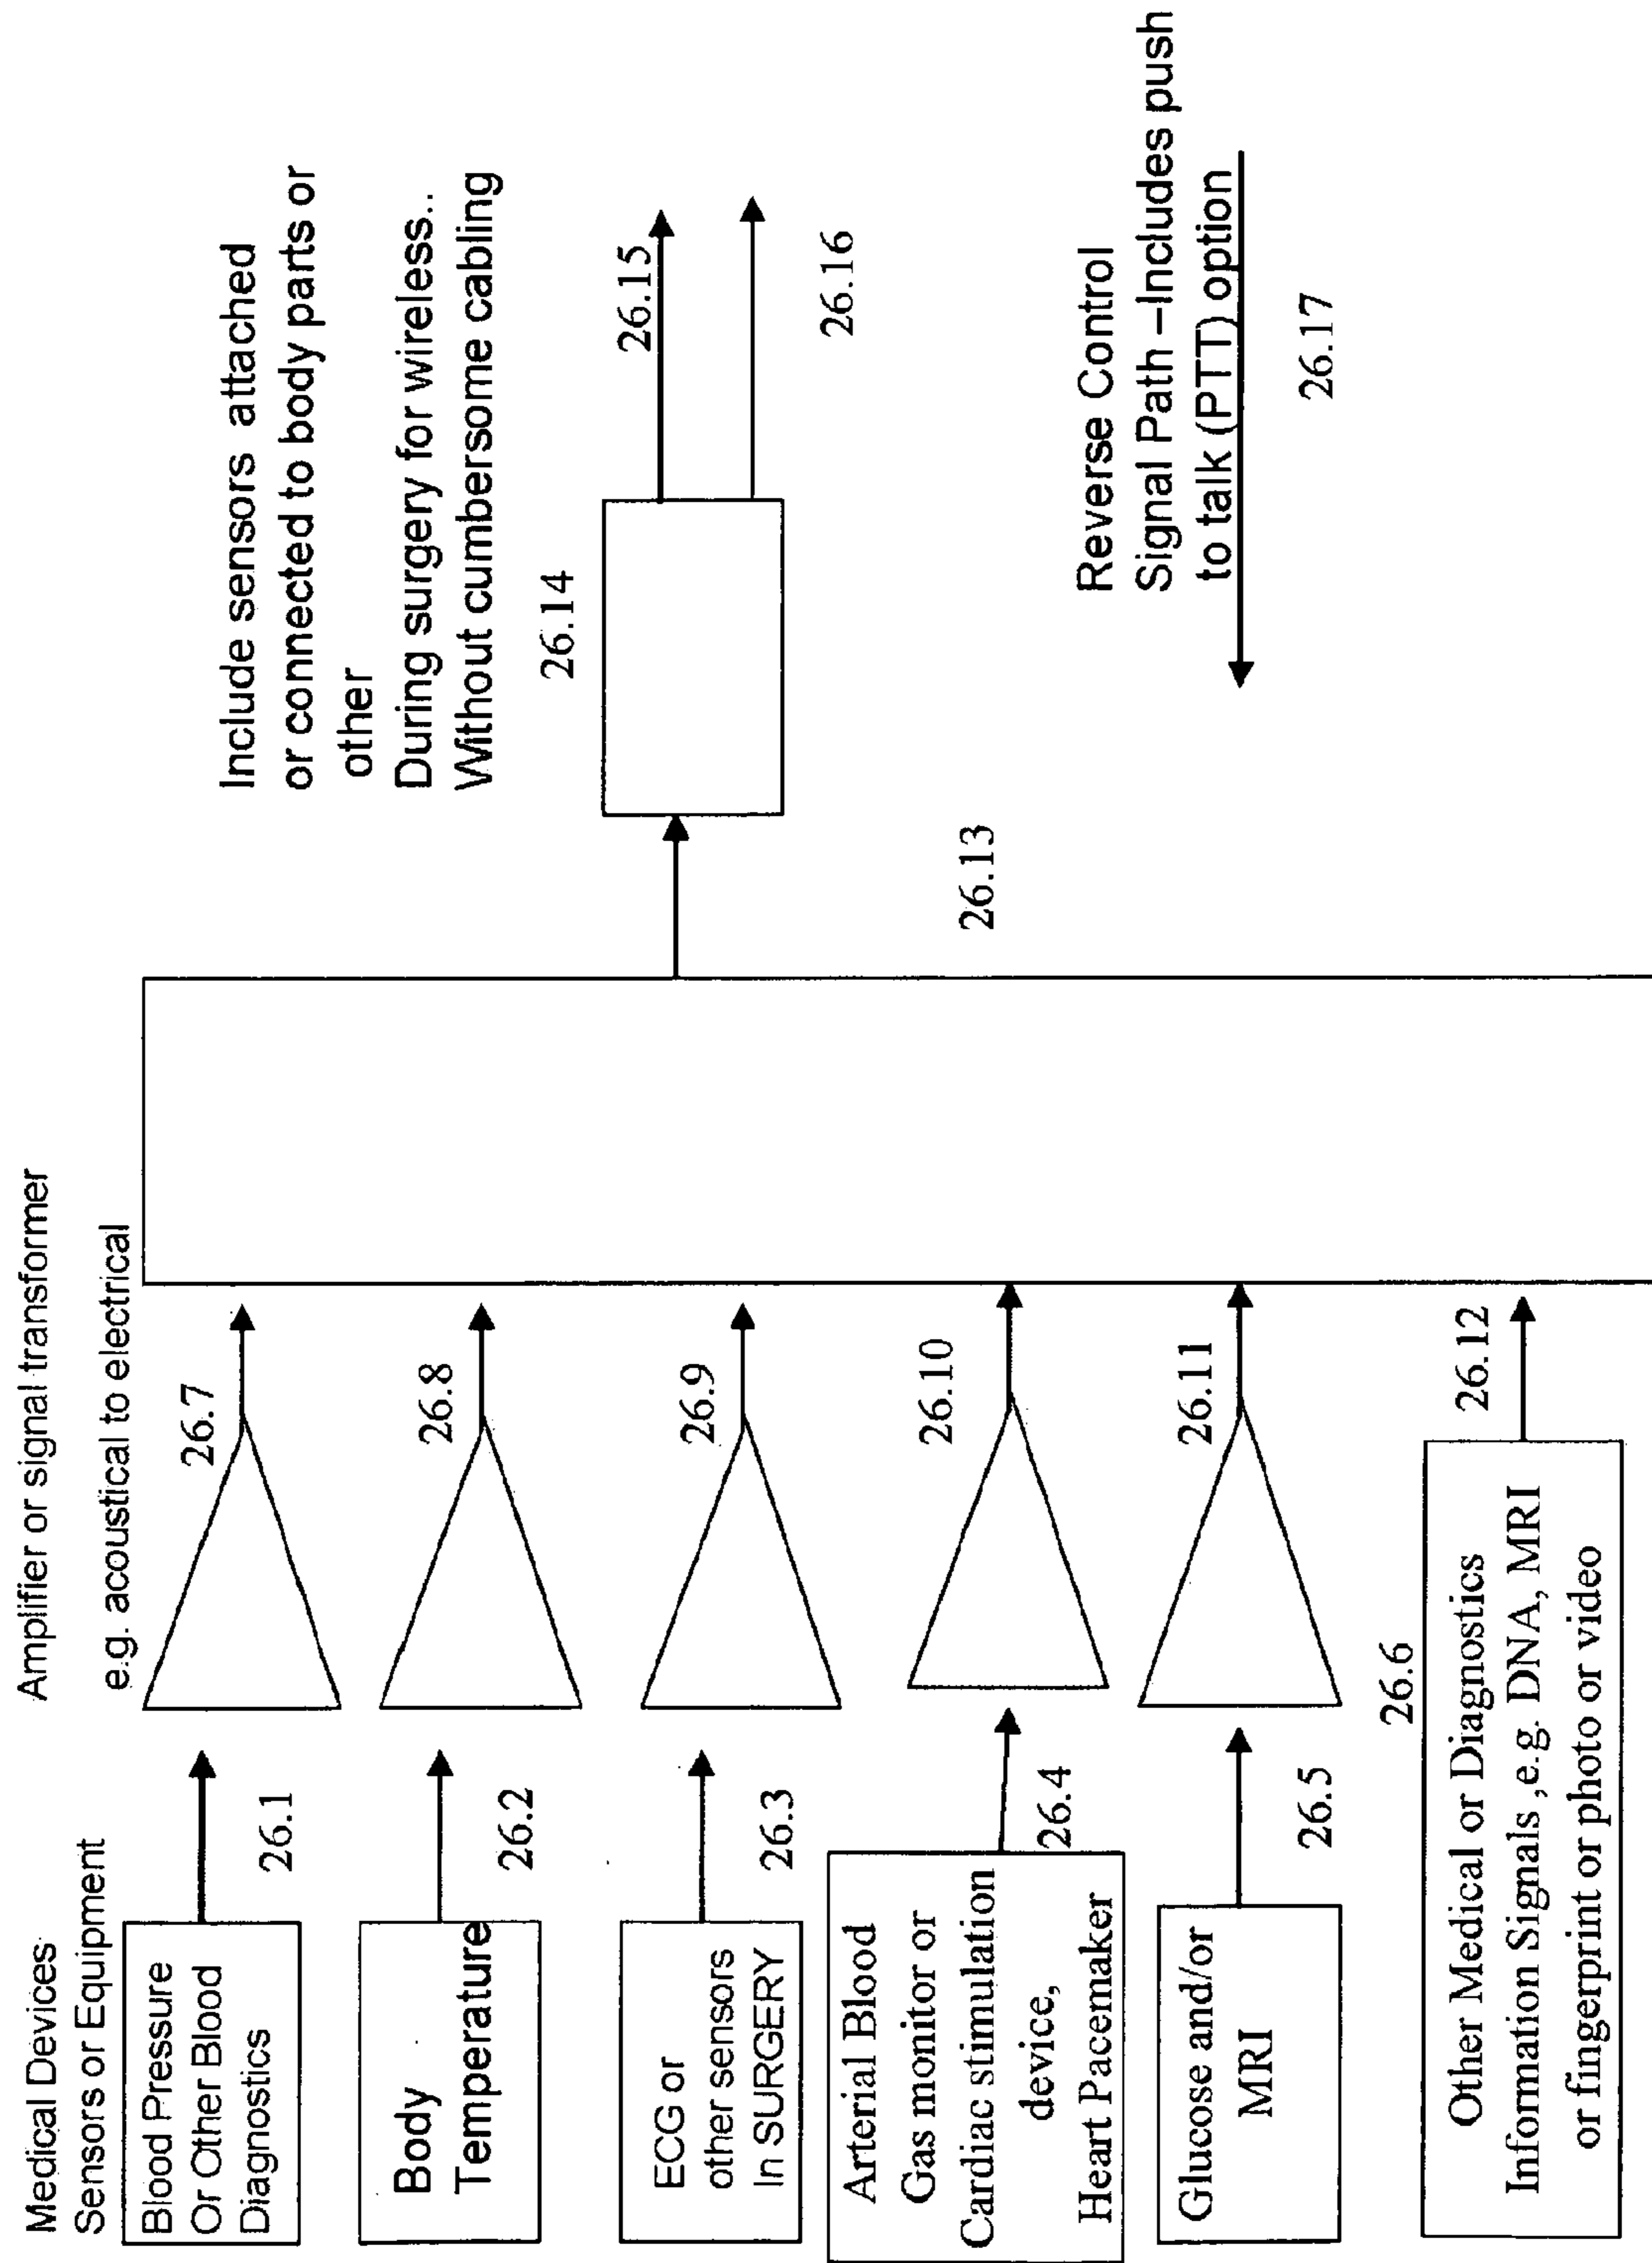 Medical Devices
Sensors or Equipment
Amplifier or signal transformer
e.g. acoustical to electrical
Blood Pressure
Or Other Blood
Diagnostics
26.1
26.7
Body
Temperature
26.2
26.8
ECG or
other sensors
In SURGERY
26.3
26.9
Arterial Blood
Gas monitor or
Cardiac stimulation
device,
Heart Pacemaker
26.4
26.10
Glucose and/or
MRI
26.5
26.11
26.6
Other Medical or Diagnostics
Information Signals ,e.g. DNA, MRI
or fingerprint or photo or video
26.12
26.13
Include sensors attached
or connected to body parts or
other
During surgery for wireless..
Without cumbersome cabling
26.14
26.15
26.16
Reverse Control
Signal Path –Includes push
to talk (PTT) option
26.17